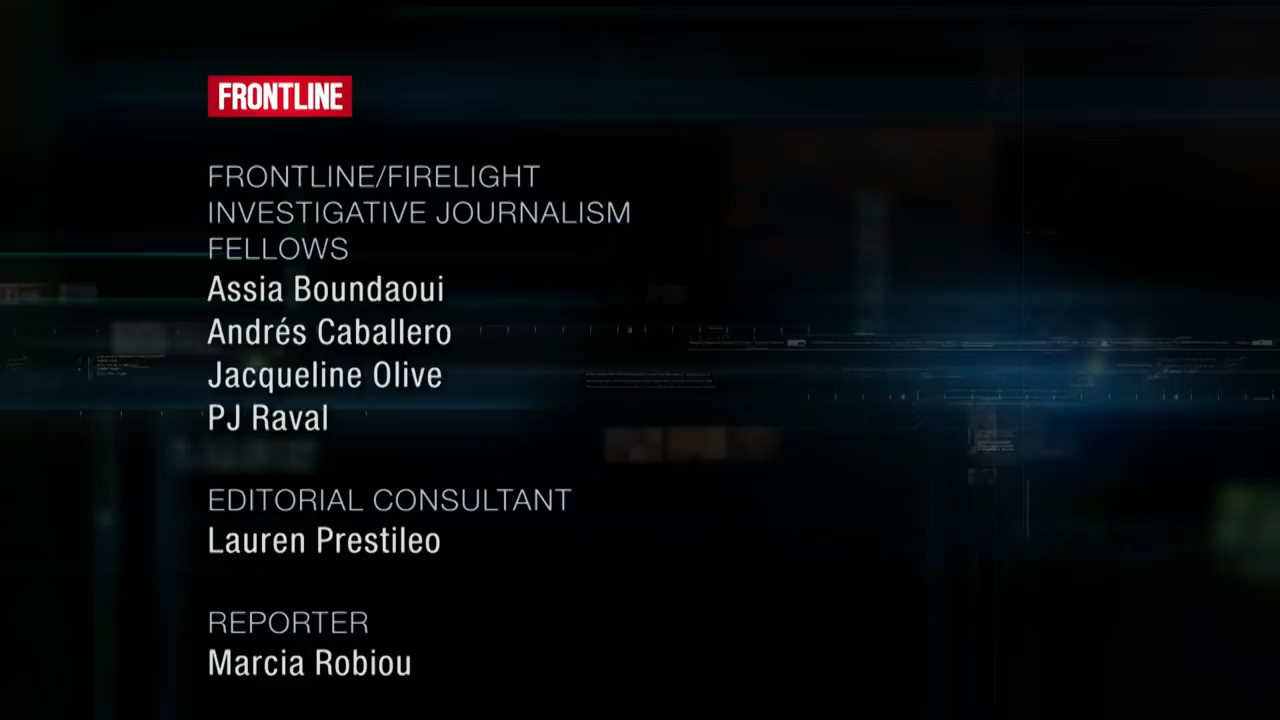 FRONTLINE
FRONTLINE/FIRELIGHT
INVESTIGATIVE JOURNALISM
FELLOWS
Assia Boundaoui
Andrés Caballero
Jacqueline Olive
PJ Raval
EDITORIAL CONSULTANT
Lauren Prestileo
REPORTER
Marcia Robiou